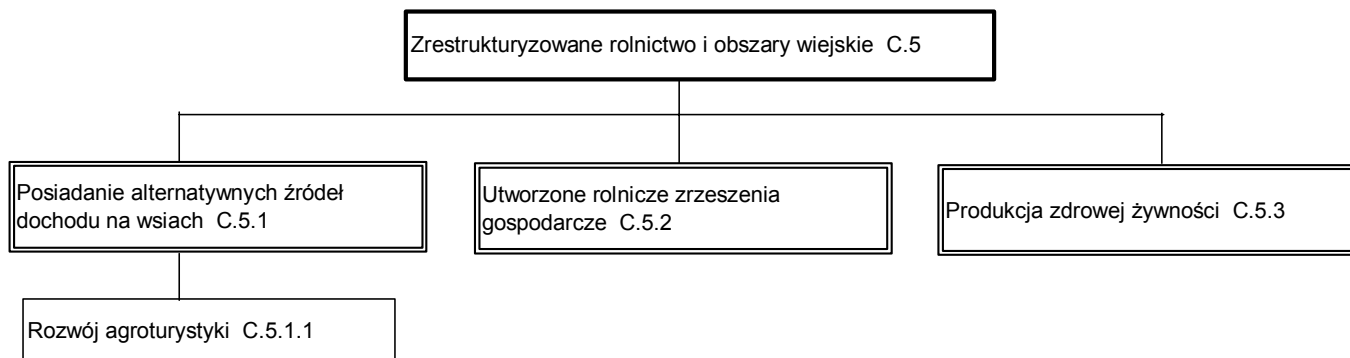 Zrestrukturyzowane rolnictwo i obszary wiejskie  C.5
Posiadanie alternatywnych źródeł
dochodu na wsiach  C.5.1
Utworzone rolnicze zrzeszenia
gospodarcze  C.5.2
Produkcja zdrowej żywności  C.5.3
Rozwój agroturystyki  C.5.1.1